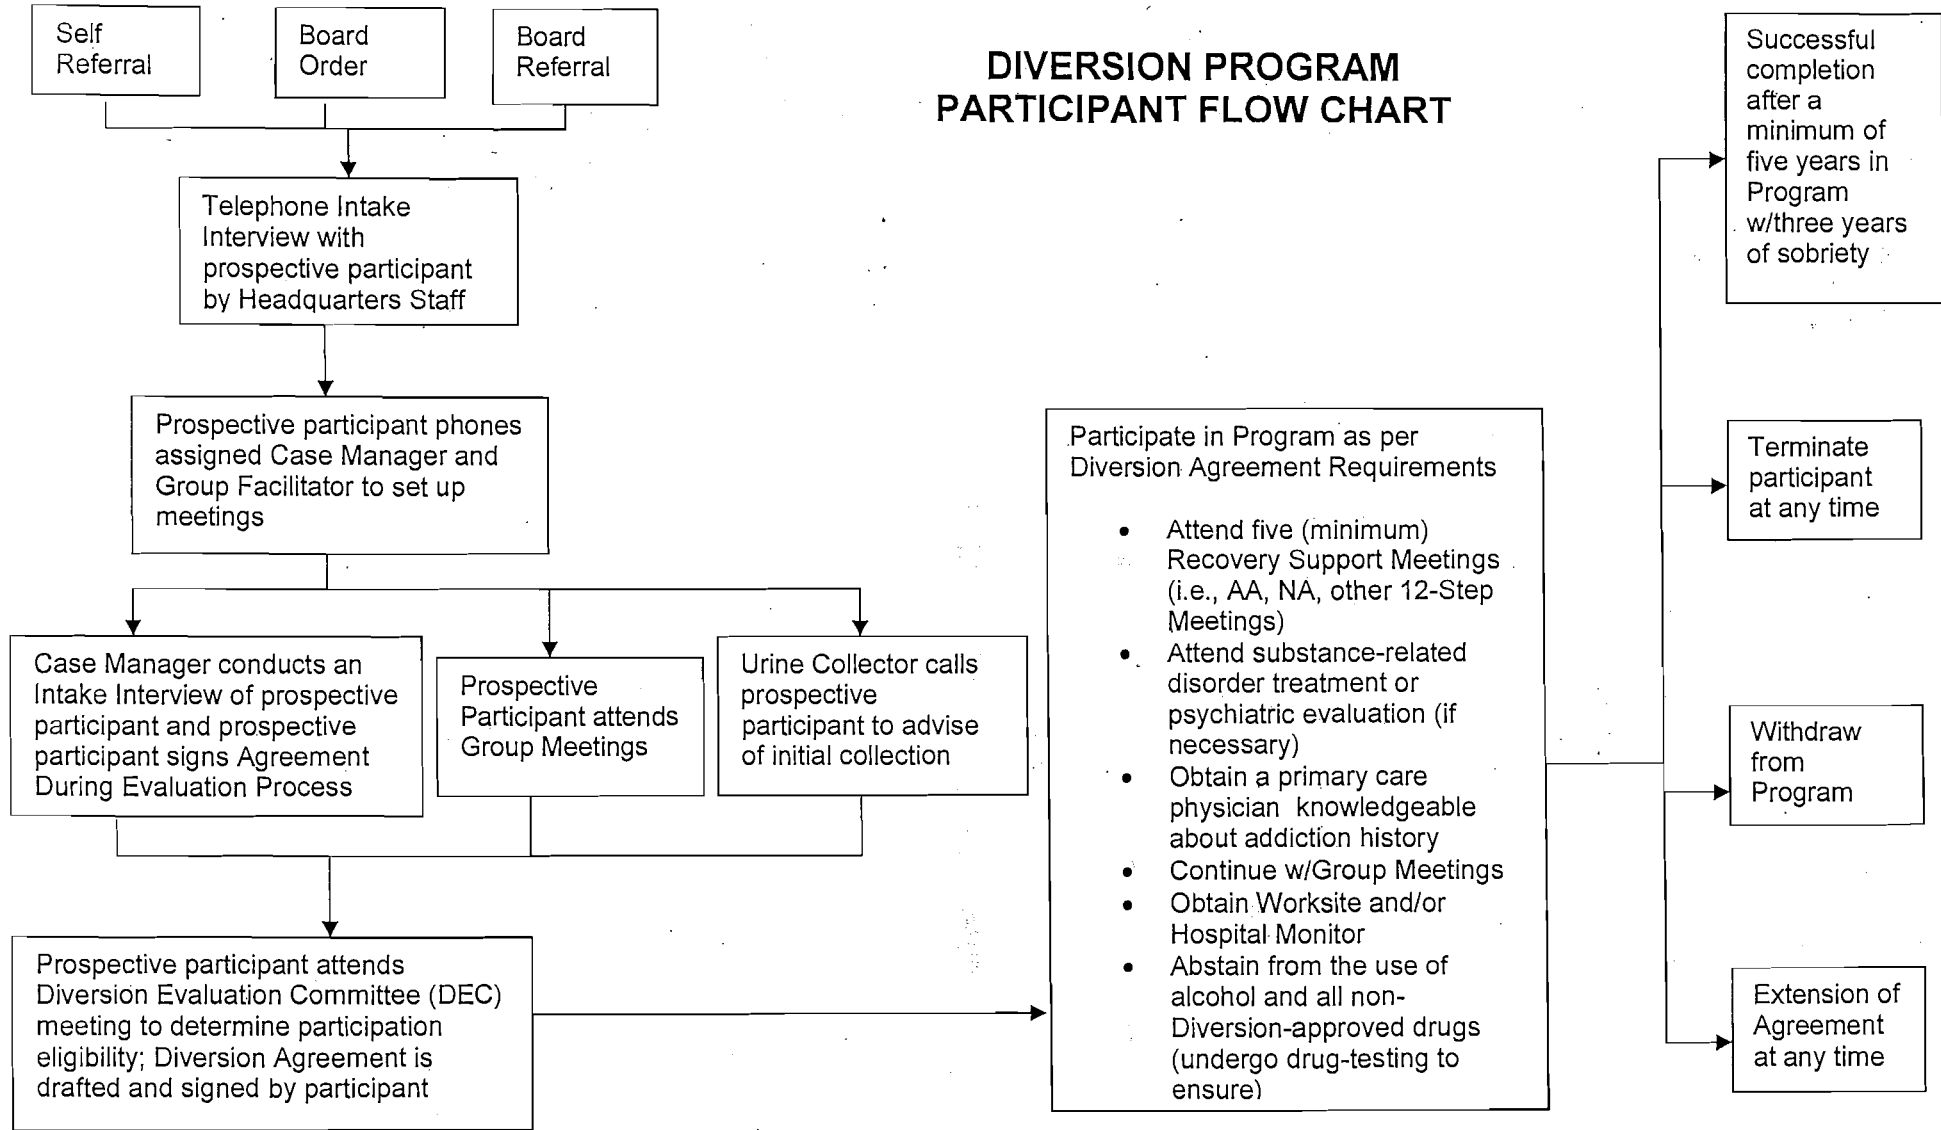 Self
Referral
Board
Order
Board
Referral
DIVERSION PROGRAM
PARTICIPANT FLOW CHART
Telephone Intake
Interview with
prospective participant
by Headquarters Staff
Prospective participant phones
assigned Case Manager and
Group Facilitator to set up
meetings
Case Manager conducts an
Intake Interview of prospective
participant and prospective
participant signs Agreement
During Evaluation Process
Prospective
Participant attends
Group Meetings
Urine Collector calls
prospective
participant to advise
of initial collection
Prospective participant attends
Diversion Evaluation Committee (DEC)
meeting to determine participation
eligibility; Diversion Agreement is
drafted and signed by participant
Participate in Program as per
Diversion Agreement Requirements
• Attend five (minimum)
Recovery Support Meetings
(i.e., AA, NA, other 12-Step
Meetings)
• Attend substance-related
disorder treatment or
psychiatric evaluation (if
necessary)
• Obtain a primary care
physician knowledgeable
about addiction history
• Continue w/Group Meetings
• Obtain Worksite and/or
Hospital Monitor
• Abstain from the use of
alcohol and all non-
Diversion-approved drugs
(undergo drug-testing to
ensure)
Successful
completion
after a
minimum of
five years in
Program
w/three years
of sobriety
Terminate
participant
at any time
Withdraw
from
Program
Extension of
Agreement
at any time